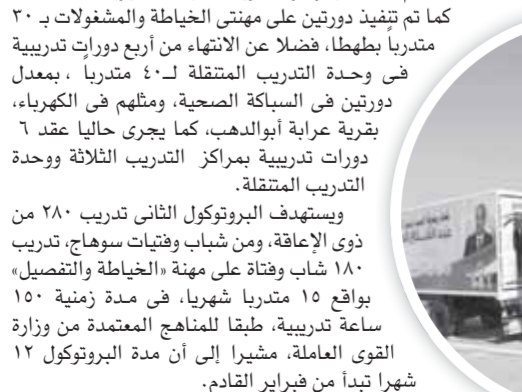 كما تم تنفيذ دورتين على مهنتى الخياطة والمشغولات بـ ٣٠
متدرباً بطهطا، فضلا عن الانتهاء من أربع دورات تدريبية
فى وحدة التدريب المتنقلة لــ٤٠ متدرباً ، بمعدل
دورتين فى السباكة الصحية، ومثلهم فى الكهرباء،
بقرية عرابة أبوالدهب، كما يجرى حاليا عقد ٦
دورات تدريبية بمراكز التدريب الثلاثة ووحدة
التدريب المتنقلة.
ويستهدف البروتوكول الثانى تدريب ٢٨٠ من
ذوى الإعاقة، ومن شباب وفتيات سوهاج، تدريب
١٨٠ شاب وفتاة على مهنة «الخياطة والتفصيل»
بواقع ١٥ متدربا شهريا، فى مدة زمنية ١٥٠
ساعة تدريبية، طبقا للمناهج المعتمدة من وزارة
القوى العاملة، مشيرا إلى أن مدة البروتوكول ١٢
شهرا تبدأ من فبراير القادم.